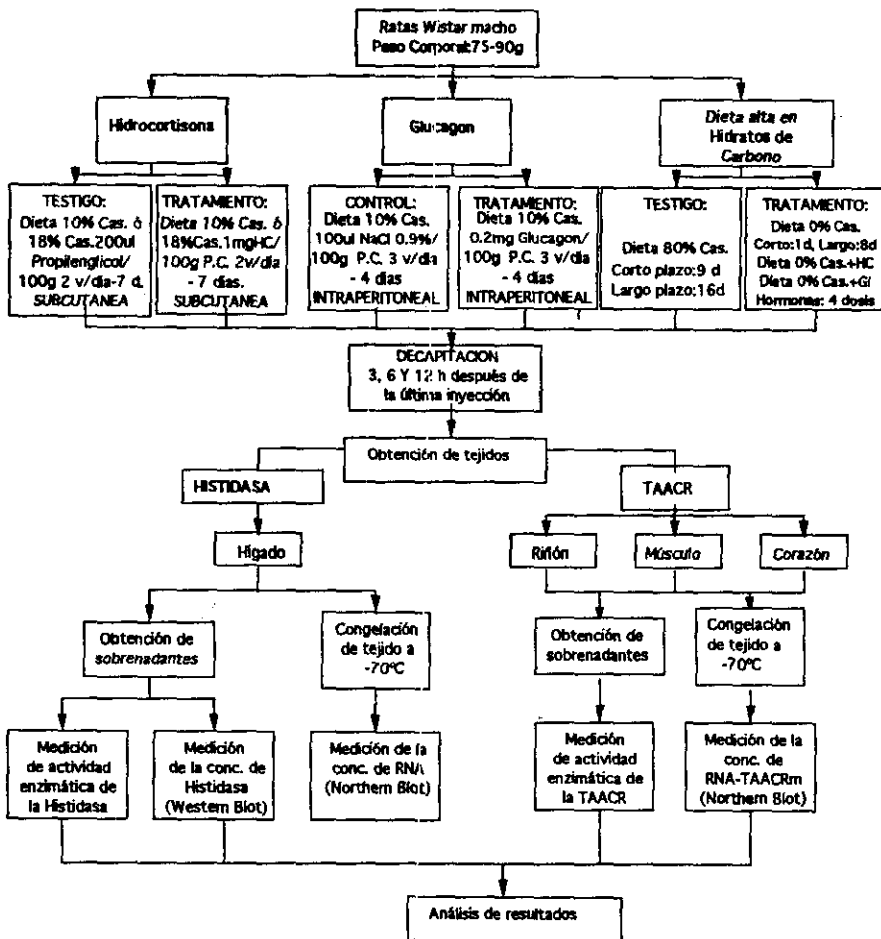 Ratas Wistar macho
Peso Corporal:75-90g
Hidrocortisona
Glucagon
Dieta alta en
Hidratos de
Carbono
TESTIGO:
Dieta 10% Cas. ó
18% Cas.200ul
Propilenglicol/
100g 2 v/dia-7 d.
SUBCUTANEA
TRATAMIENTO:
Dieta 10% Cas. ó
18%Cas.1mgHC/
100g P.C. 2v/dia
- 7 dias.
SUBCUTANEA
CONTROL:
Dieta 10% Cas.
100ul NaCl 0.9%/
100g P.C. 3 v/dia
- 4 dias
INTRAPERITONEAL
TRATAMIENTO:
Dieta 10% Cas.
0.2mg Glucagon/
100g P.C. 3 v/dia
- 4 dias
INTRAPERITONEAL
TESTIGO:
Dieta 80% Cas.
Corto plazo:9 d
Largo plazo:16d
TRATAMIENTO:
Dieta 0% Cas.
Corto:1d, Largo:8d
Dieta 0% Cas.+HC
Dieta 0% Cas.+Gl
Hormonas: 4 dosis
DECAPITACION
3, 6 Y 12 h después de
la última inyección
Obtención de tejidos
HISTIDASA
TAACR
Hígado
Riñón
Músculo
Corazón
Obtención de
sobrenadantes
Congelación
de tejido a
-70ºC
Obtención de
sobrenadantes
Congelación
de tejido a
-70ºC
Medición
de actividad
enzimática de
la Histidasa
Medición
de la conc. de
Histidasa
(Western Blot)
Medición de la
conc. de RNA
(Northern Blot)
Medición
de actividad
enzimática de
la TAACR
Medición de la
conc. de
RNA-TAACRm
(Northern Blot)
Análisis de resultados